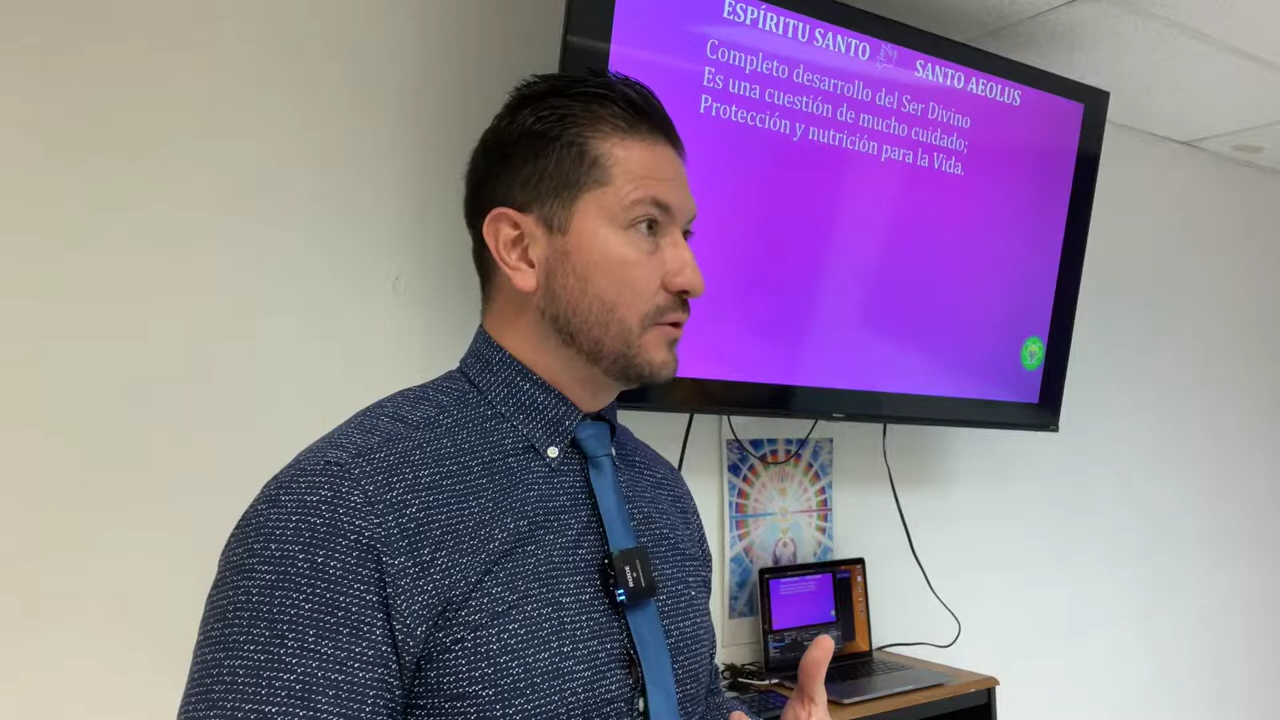 ESPÍRITU SANTO SANTO AEOLUS
Completo desarrollo del Ser Divino
Es una cuestión de mucho cuidado;
Protección y nutrición para la Vida.
RODE